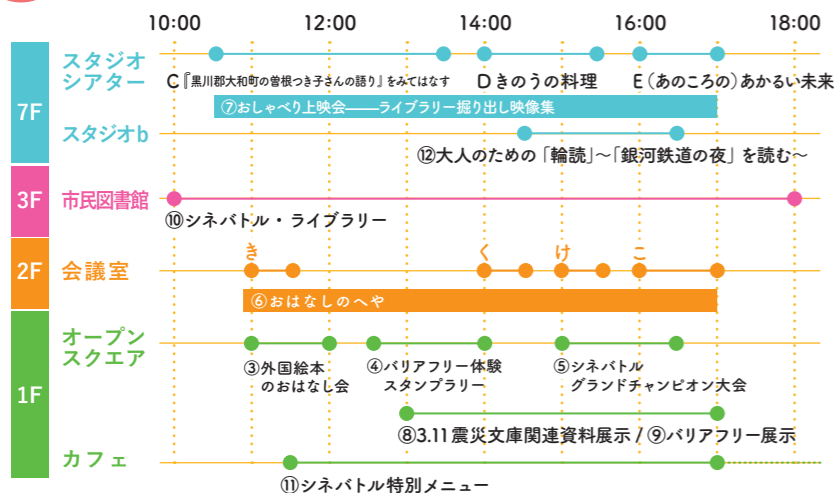 10:00 12:00 14:00 16:00 18:00
7F
スタジオ
シアター
C『黒川郡大和町の曽根つき子さんの語り』をみてはなす
Dきのうの料理
E（あのころの）あかるい未来
⑦おしゃべり上映会——ライブラリー掘り出し映像集
スタジオb
⑫大人のための「輪読」〜「銀河鉄道の夜」を読む〜
3F
市民図書館
⑩シネバトル・ライブラリー
2F
会議室
き く け こ
⑥おはなしのへや
1F
オープン
スクエア
③外国絵本
のおはなし会
④バリアフリー体験
スタンプラリー
⑤シネバトル
グランドチャンピオン大会
⑧3.11震災文庫関連資料展示 / ⑨バリアフリー展示
カフェ
⑪シネバトル特別メニュー